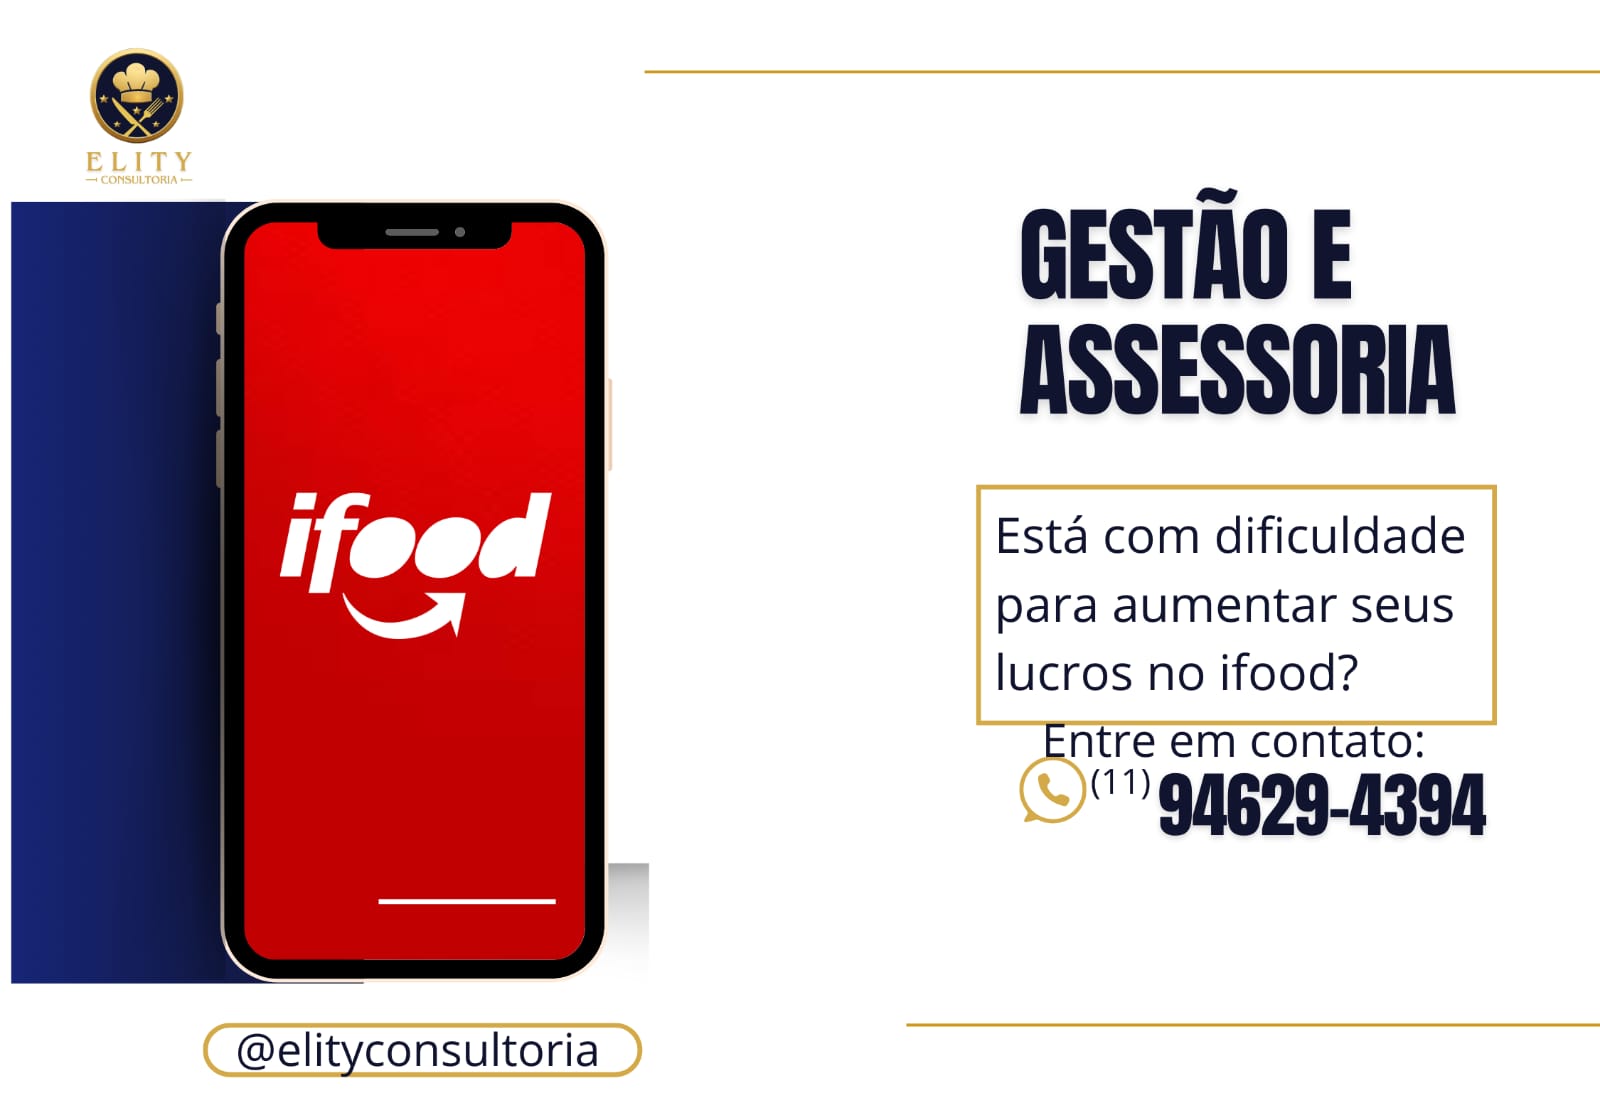 ELITY
CONSULTORIA
ifood
GESTÃO E
ASSESSORIA
Está com dificuldade
para aumentar seus
lucros no ifood?
Entre em contato:
(11) 94629-4394
@elityconsultoria